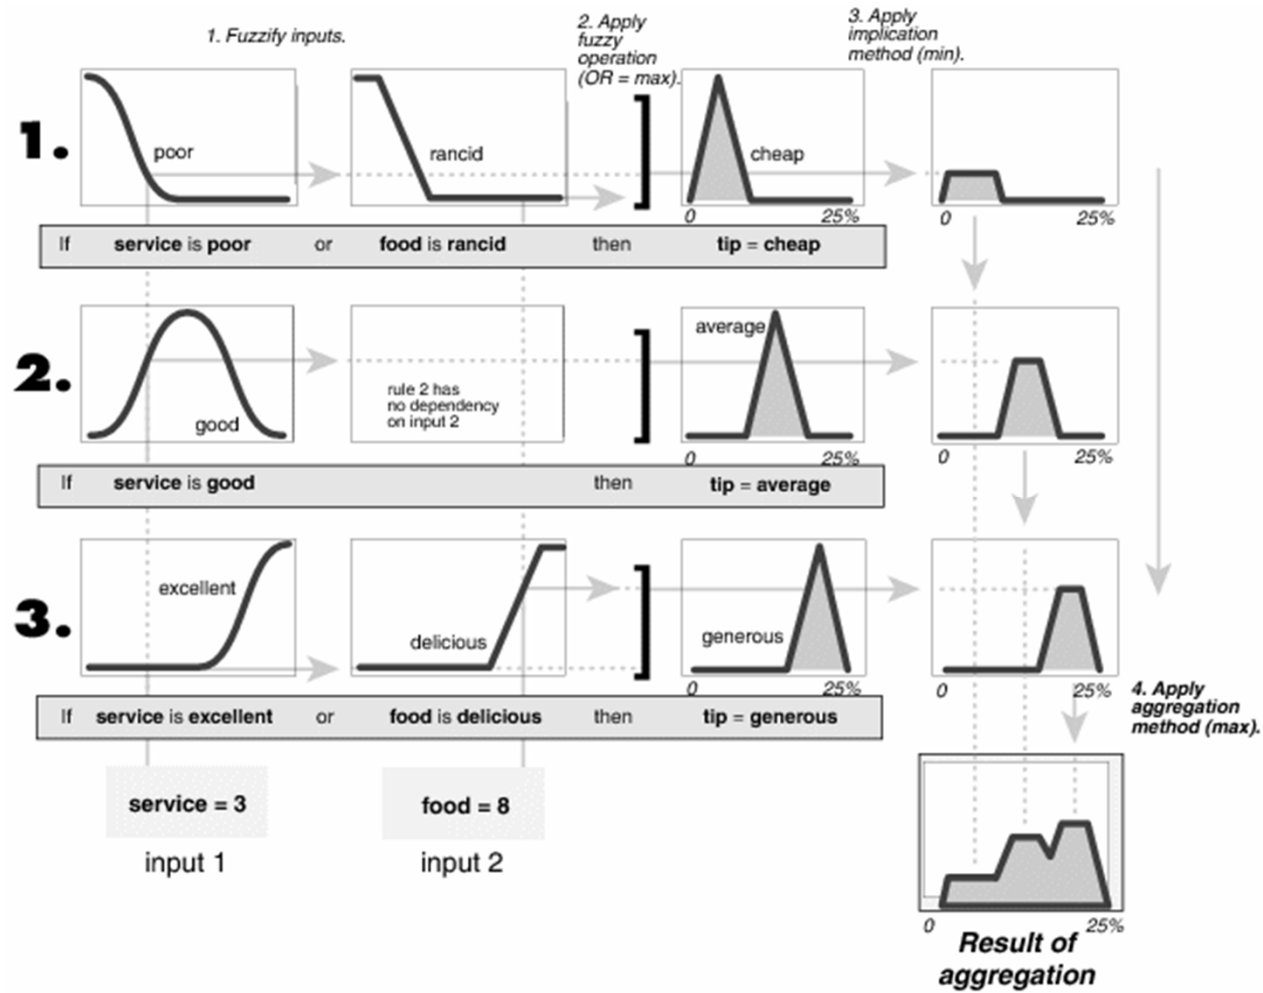 1. Fuzzify inputs.
2. Apply
fuzzy
operation
(OR = max).
3. Apply
implication
method (min).
1.
poor
rancid
cheap
0
25%
0
25%
If service is poor or food is rancid then tip = cheap
2.
good
rule 2 has
no dependency
on input 2
average
0
25%
0
25%
If service is good then tip = average
3.
excellent
delicious
generous
0
25%
0
25%
If service is excellent or food is delicious then tip = generous
4. Apply
aggregation
method (max).
service = 3
food = 8
input 1
input 2
0
25%
Result of
aggregation